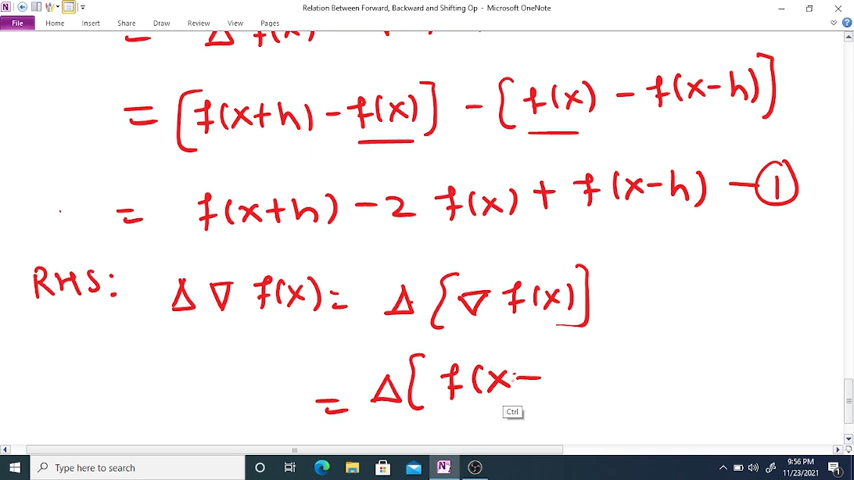 Relation Between Forward, Backward and Shifting Op - Microsoft OneNote
File Home Insert Share Draw Review View Pages
= Δ f(x)
= [f(x+h) - f(x)] - [f(x) - f(x-h)]
= f(x+h) - 2 f(x) + f(x-h) — ①
RHS: Δ ∇ f(x) = Δ [∇ f(x)]
= Δ [ f(x-
Ctrl
Type here to search
9:56 PM
11/23/2021